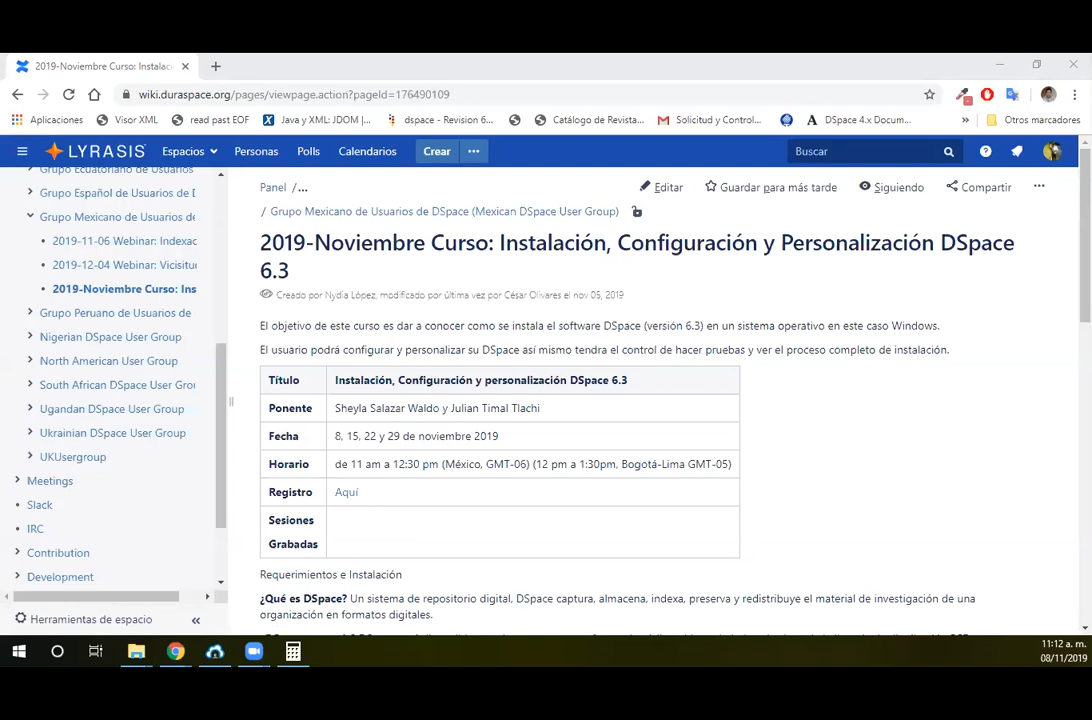 2019-Noviembre Curso: Instalac
wiki.duraspace.org/pages/viewpage.action?pageId=176490109
Aplicaciones Visor XML read past EOF Java y XML: JDOM |... dspace - Revision 6... Catálogo de Revista... Solicitud y Control... DSpace 4.x Docum... » Otros marcadores
LYRASIS Espacios Personas Polls Calendarios Crear ... Buscar
Grupo Ecuatoriano de Usuarios
Grupo Español de Usuarios de D
Grupo Mexicano de Usuarios de
2019-11-06 Webinar: Indexac
2019-12-04 Webinar: Vicisitu
2019-Noviembre Curso: Ins
Grupo Peruano de Usuarios de
Nigerian DSpace User Group
North American User Group
South African DSpace User Grou
Ugandan DSpace User Group
Ukrainian DSpace User Group
UKUsergroup
Meetings
Slack
IRC
Contribution
Development
Herramientas de espacio «
Panel /... Editar Guardar para más tarde Siguiendo Compartir ...
/ Grupo Mexicano de Usuarios de DSpace (Mexican DSpace User Group)
2019-Noviembre Curso: Instalación, Configuración y Personalización DSpace
6.3
Creado por Nydia López, modificado por última vez por César Olivares el nov 05, 2019
El objetivo de este curso es dar a conocer como se instala el software DSpace (versión 6.3) en un sistema operativo en este caso Windows.
El usuario podrá configurar y personalizar su DSpace así mismo tendra el control de hacer pruebas y ver el proceso completo de instalación.
Título Instalación, Configuración y personalización DSpace 6.3
Ponente Sheyla Salazar Waldo y Julian Timal Tlachi
Fecha 8, 15, 22 y 29 de noviembre 2019
Horario de 11 am a 12:30 pm (México, GMT-06) (12 pm a 1:30pm, Bogotá-Lima GMT-05)
Registro Aquí
Sesiones
Grabadas
Requerimientos e Instalación
¿Qué es DSpace? Un sistema de repositorio digital, DSpace captura, almacena, indexa, preserva y redistribuye el material de investigación de una
organización en formatos digitales.
11:12 a. m.
08/11/2019